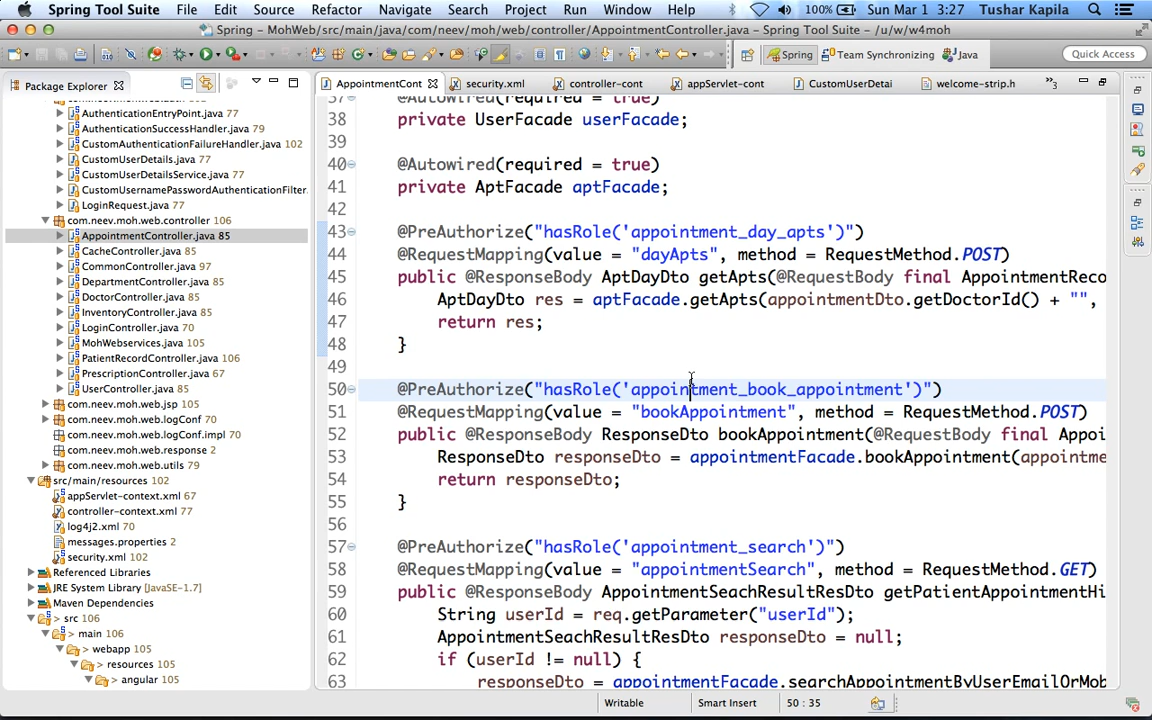 Spring Tool Suite File Edit Source Refactor Navigate Search Project Run Window Help 100% Sun Mar 1 3:27 Tushar Kapila
Spring - MohWeb/src/main/java/com/neev/moh/web/controller/AppointmentController.java - Spring Tool Suite - /u/w/w4moh
Spring Team Synchronizing Java Quick Access
Package Explorer
AppointmentCont security.xml controller-cont appServlet-cont CustomUserDetai welcome-strip.h »3
AuthenticationEntryPoint.java 77
AuthenticationSuccessHandler.java 79
CustomAuthenticationFailureHandler.java 102
CustomUserDetails.java 77
CustomUserDetailsService.java 77
CustomUsernamePasswordAuthenticationFilter.
LoginRequest.java 77
com.neev.moh.web.controller 106
AppointmentController.java 85
CacheController.java 85
CommonController.java 97
DepartmentController.java 85
DoctorController.java 85
InventoryController.java 85
LoginController.java 70
MohWebservices.java 70
PatientRecordController.java 106
PrescriptionController.java 67
UserController.java 85
com.neev.moh.web.jsp 106
com.neev.moh.web.logConf 70
com.neev.moh.web.logConf.impl 70
com.neev.moh.web.response 2
com.neev.moh.web.utils 79
> src/main/resources 102
appServlet-context.xml 67
controller-context.xml 77
log4j2.xml 70
messages.properties 2
security.xml 102
Referenced Libraries
JRE System Library [JavaSE-1.7]
Maven Dependencies
> src 106
> main 106
> webapp 105
> resources 105
> angular 105
37 @Autowired(required = true)
38 private UserFacade userFacade;
39
40 @Autowired(required = true)
41 private AptFacade aptFacade;
42
43 @PreAuthorize("hasRole('appointment_day_apts')")
44 @RequestMapping(value = "dayApts", method = RequestMethod.POST)
45 public @ResponseBody AptDayDto getApts(@RequestBody final AppointmentReco
46 AptDayDto res = aptFacade.getApts(appointmentDto.getDoctorId() + "",
47 return res;
48 }
49
50 @PreAuthorize("hasRole('appointment_book_appointment')")
51 @RequestMapping(value = "bookAppointment", method = RequestMethod.POST)
52 public @ResponseBody ResponseDto bookAppointment(@RequestBody final Appoi
53 ResponseDto responseDto = appointmentFacade.bookAppointment(appointme
54 return responseDto;
55 }
56
57 @PreAuthorize("hasRole('appointment_search')")
58 @RequestMapping(value = "appointmentSearch", method = RequestMethod.GET)
59 public @ResponseBody AppointmentSeachResultResDto getPatientAppointmentHi
60 String userId = req.getParameter("userId");
61 AppointmentSeachResultResDto responseDto = null;
62 if (userId != null) {
63 responseDto = appointmentFacade.searchAppointmentByUserEmailOrMob
Writable Smart Insert 50 : 35